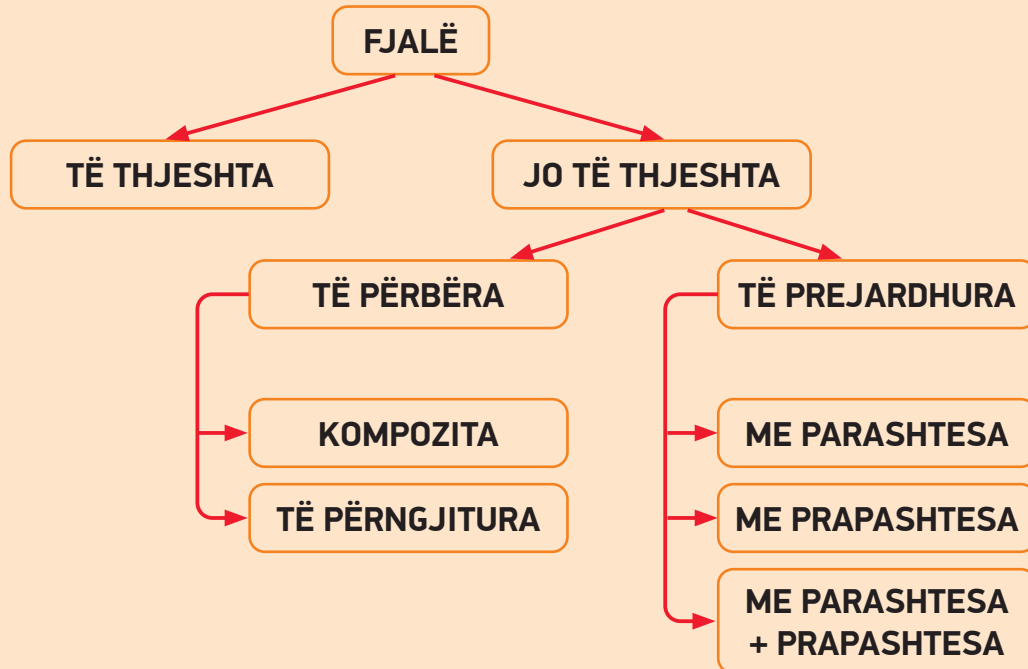 FJALË
TË THJESHTA
JO TË THJESHTA
TË PËRBËRA
TË PREJARDHURA
KOMPOZITA
ME PARASHTESA
TË PËRNGJITURA
ME PRAPASHTESA
ME PARASHTESA
+ PRAPASHTESA